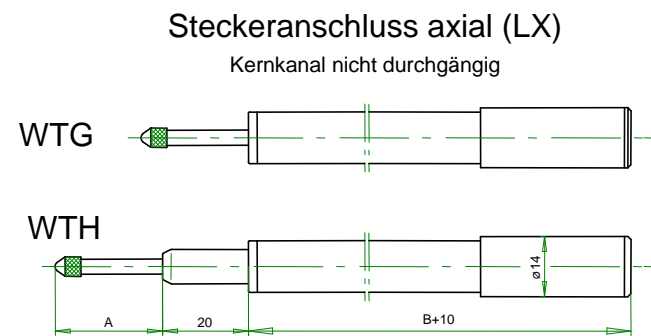 Steckeranschluss axial (LX)
Kernkanal nicht durchgängig
WTG
WTH
ø14
A
20
B+10